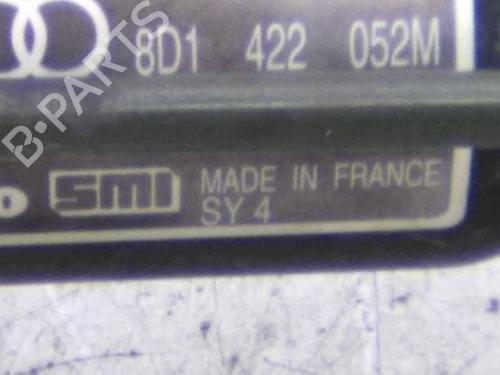 8D1 422 052M
B-PARTS
SMI MADE IN FRANCE
SY 4